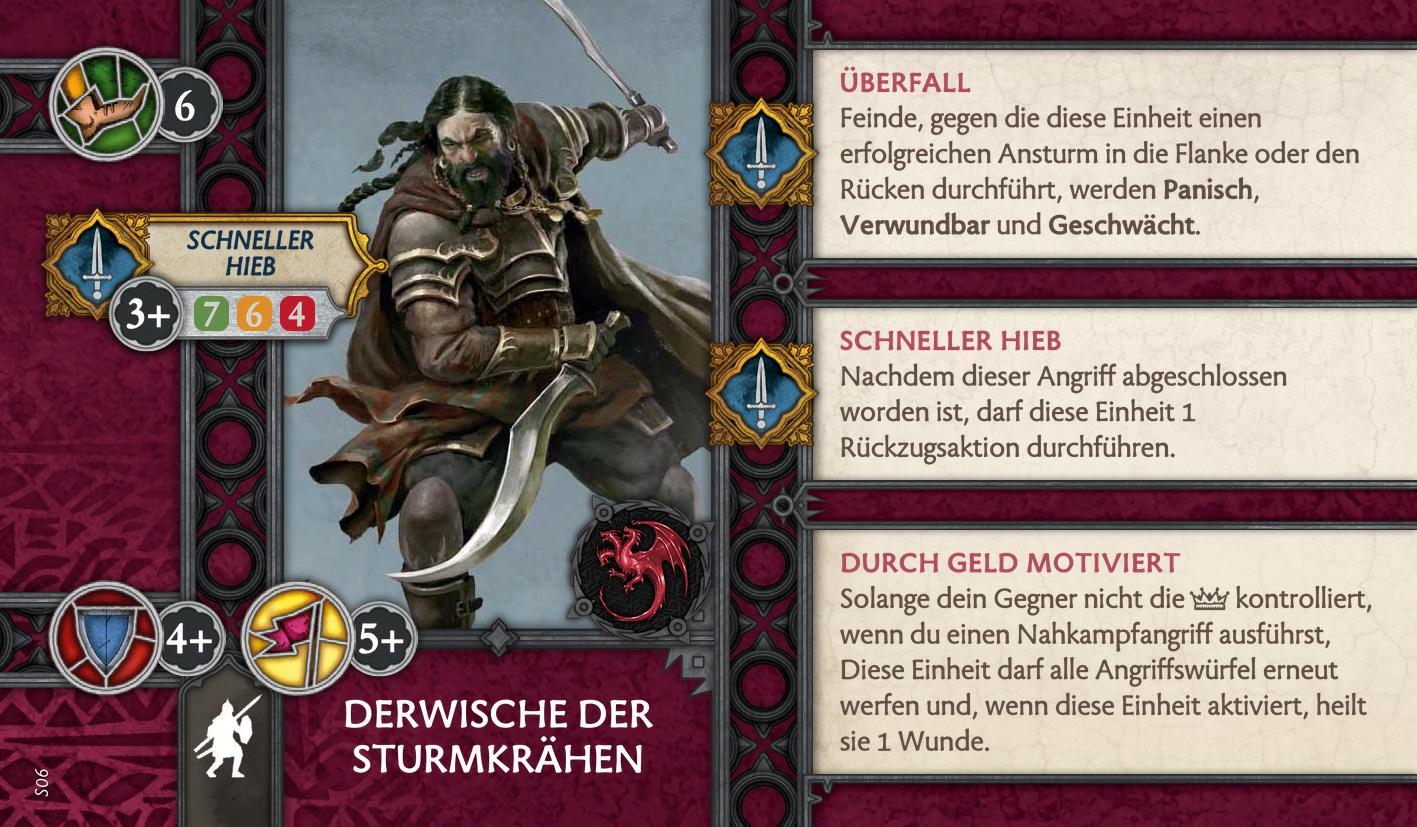 6
SCHNELLER
HIEB
3+ 7 6 4
4+ 5+
DERWISCHE DER
STURMKRÄHEN
S06
ÜBERFALL
Feinde, gegen die diese Einheit einen
erfolgreichen Ansturm in die Flanke oder den
Rücken durchführt, werden Panisch,
Verwundbar und Geschwächt.
SCHNELLER HIEB
Nachdem dieser Angriff abgeschlossen
worden ist, darf diese Einheit 1
Rückzugsaktion durchführen.
DURCH GELD MOTIVIERT
Solange dein Gegner nicht die kontrolliert,
wenn du einen Nahkampfangriff ausführst,
Diese Einheit darf alle Angriffswürfel erneut
werfen und, wenn diese Einheit aktiviert, heilt
sie 1 Wunde.